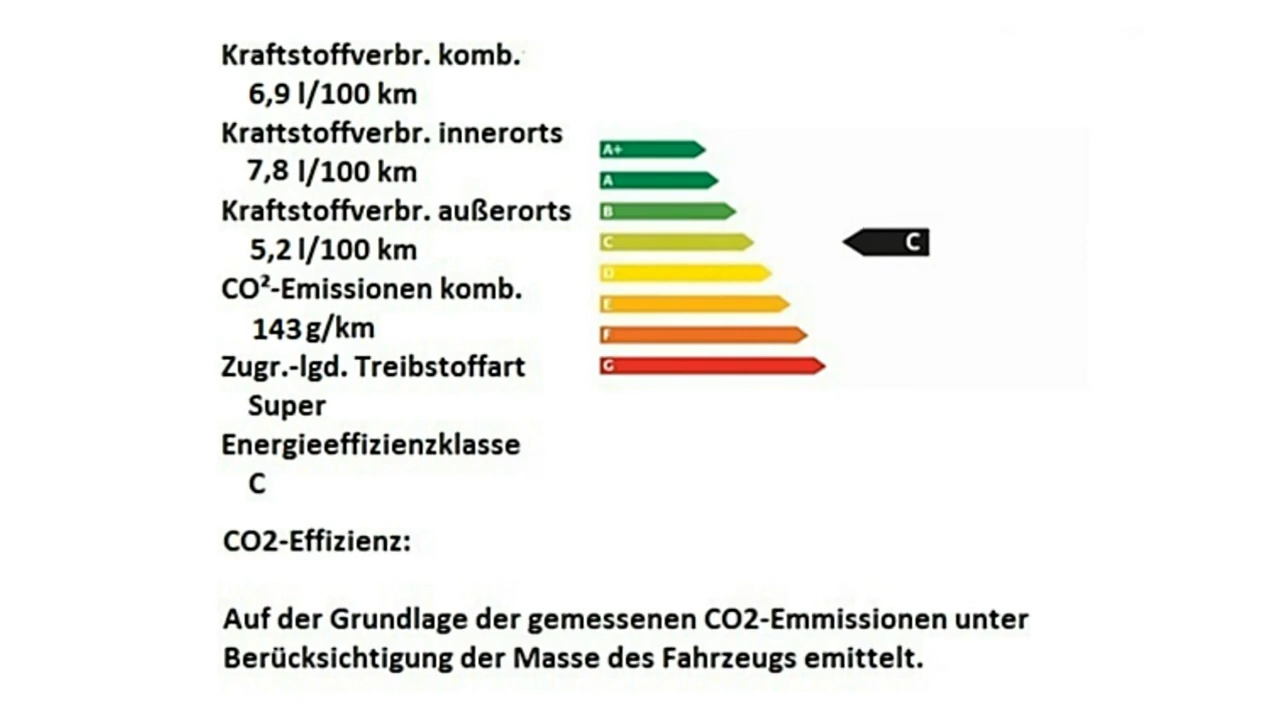 Kraftstoffverbr. komb.
6,9 l/100 km
Krattstoffverbr. innerorts
7,8 l/100 km
Kraftstoffverbr. außerorts
5,2 l/100 km
CO²-Emissionen komb.
143 g/km
Zugr.-lgd. Treibstoffart
Super
Energieeffizienzklasse
C
A+
A
B
C
C
D
E
F
G
CO2-Effizienz:
Auf der Grundlage der gemessenen CO2-Emmissionen unter
Berücksichtigung der Masse des Fahrzeugs emittelt.